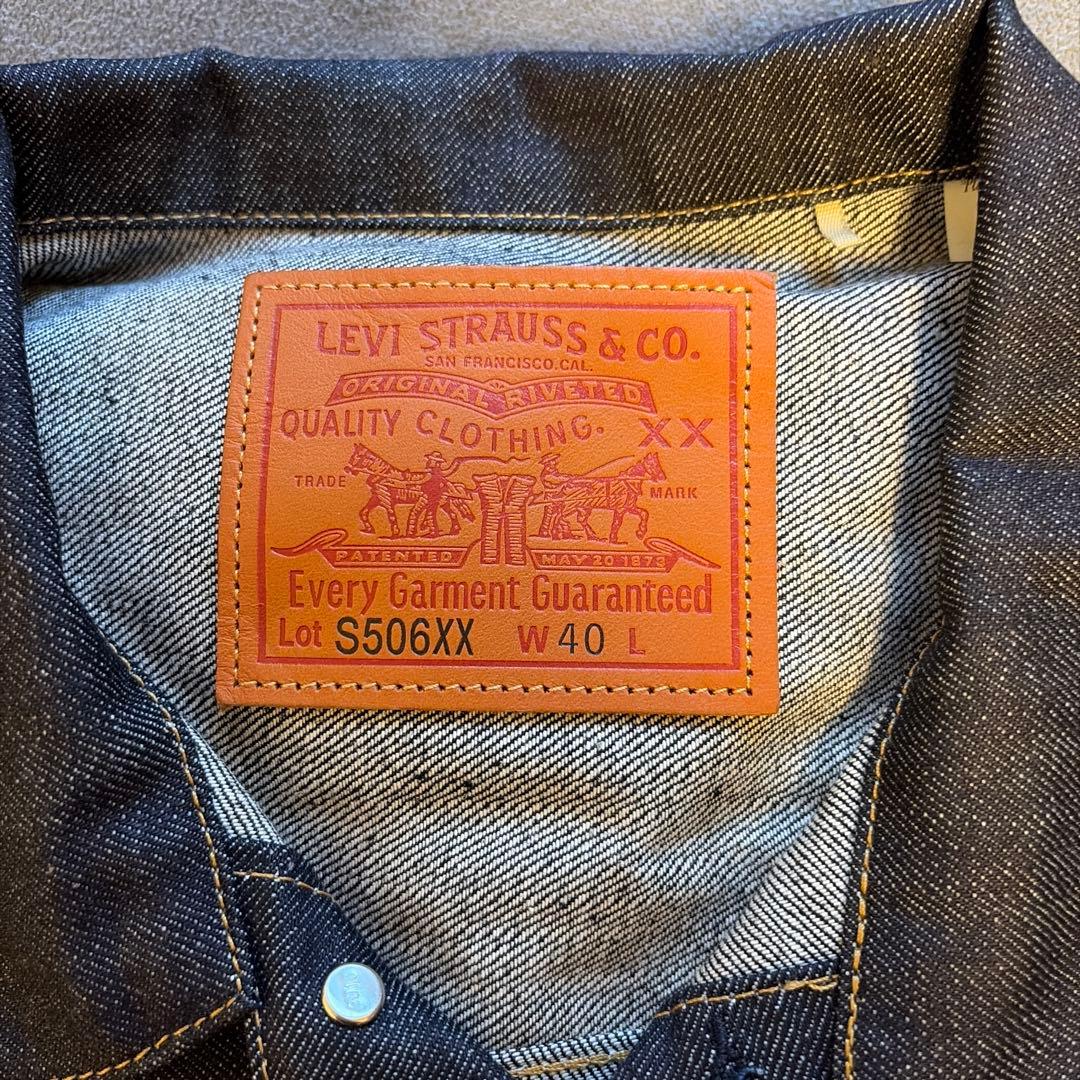 LEVI STRAUSS & CO.
SAN FRANCISCO.CAL.
ORIGINAL RIVETED
QUALITY CLOTHING. XX
TRADE MARK
PATENTED MAY 20 1873
Every Garment Guaranteed
Lot S506XX W 40 L